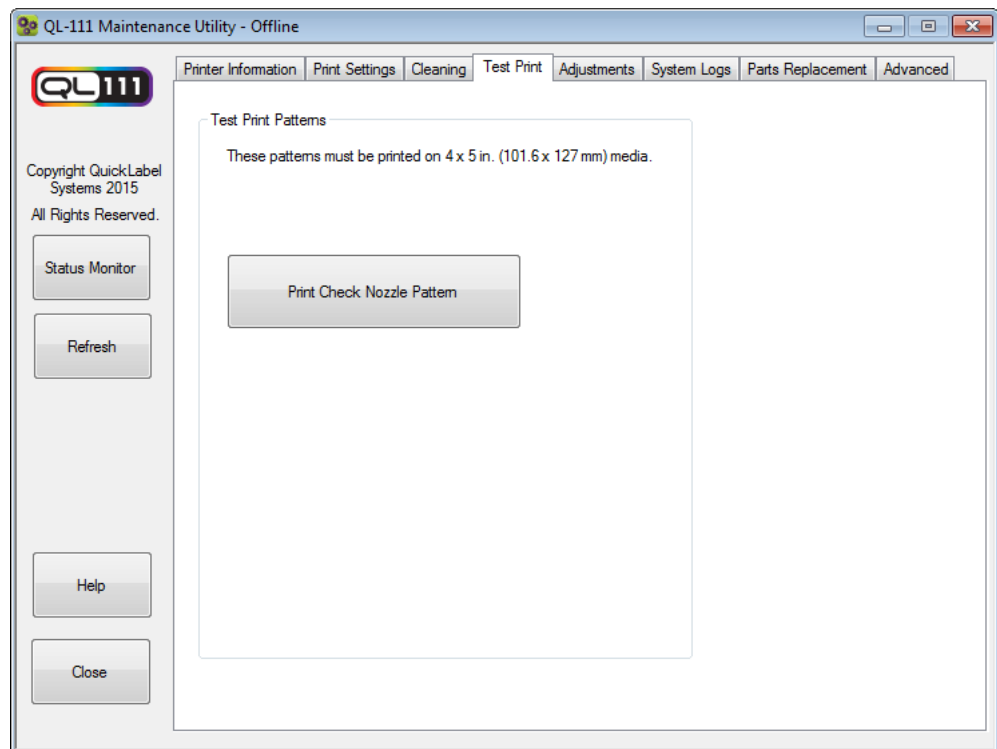 QL-111 Maintenance Utility - Offline
QL111
Copyright QuickLabel
Systems 2015
All Rights Reserved.
Status Monitor
Refresh
Help
Close
Printer Information Print Settings Cleaning Test Print Adjustments System Logs Parts Replacement Advanced
Test Print Patterns
These patterns must be printed on 4 x 5 in. (101.6 x 127 mm) media.
Print Check Nozzle Pattern